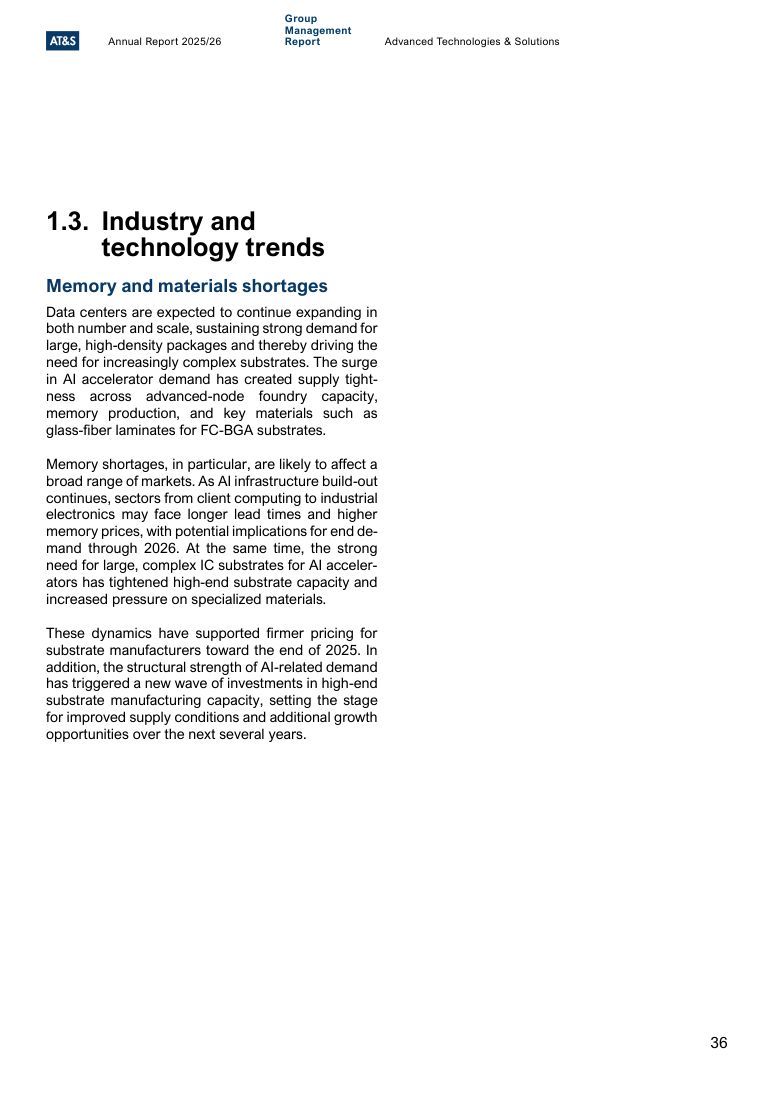 AT&S
Annual Report 2025/26
Group
Management
Report
Advanced Technologies & Solutions
1.3. Industry and
technology trends
Memory and materials shortages
Data centers are expected to continue expanding in
both number and scale, sustaining strong demand for
large, high-density packages and thereby driving the
need for increasingly complex substrates. The surge
in AI accelerator demand has created supply tight-
ness across advanced-node foundry capacity,
memory production, and key materials such as
glass-fiber laminates for FC-BGA substrates.
Memory shortages, in particular, are likely to affect a
broad range of markets. As AI infrastructure build-out
continues, sectors from client computing to industrial
electronics may face longer lead times and higher
memory prices, with potential implications for end de-
mand through 2026. At the same time, the strong
need for large, complex IC substrates for AI acceler-
ators has tightened high-end substrate capacity and
increased pressure on specialized materials.
These dynamics have supported firmer pricing for
substrate manufacturers toward the end of 2025. In
addition, the structural strength of AI-related demand
has triggered a new wave of investments in high-end
substrate manufacturing capacity, setting the stage
for improved supply conditions and additional growth
opportunities over the next several years.
36